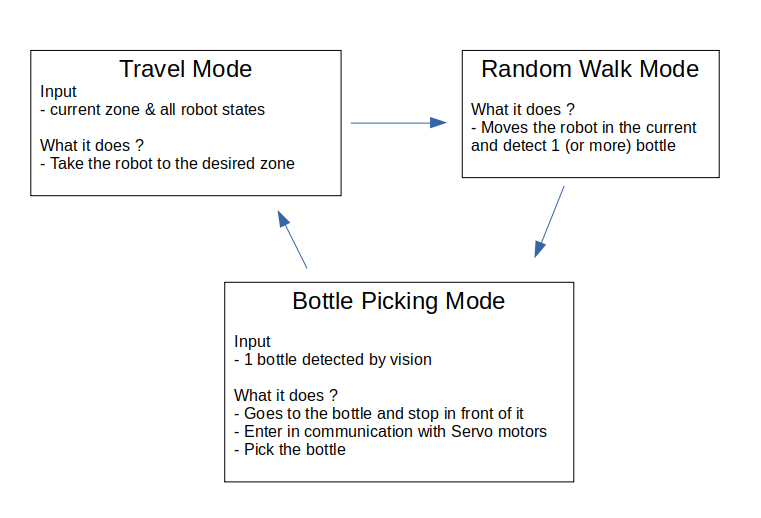 Travel Mode
Input
- current zone & all robot states
What it does ?
- Take the robot to the desired zone
Random Walk Mode
What it does ?
- Moves the robot in the current
and detect 1 (or more) bottle
Bottle Picking Mode
Input
- 1 bottle detected by vision
What it does ?
- Goes to the bottle and stop in front of it
- Enter in communication with Servo motors
- Pick the bottle